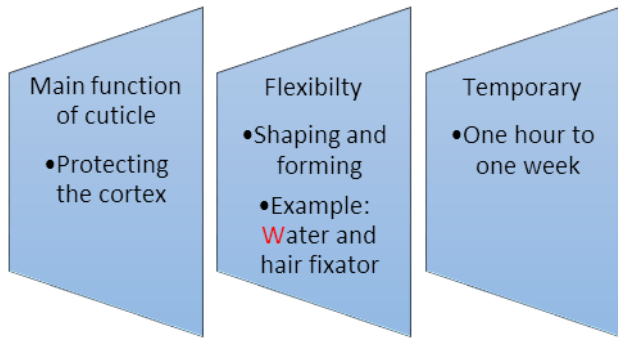 Main function
of cuticle
•Protecting
the cortex
Flexibilty
•Shaping and
forming
•Example:
Water and
hair fixator
Temporary
•One hour to
one week